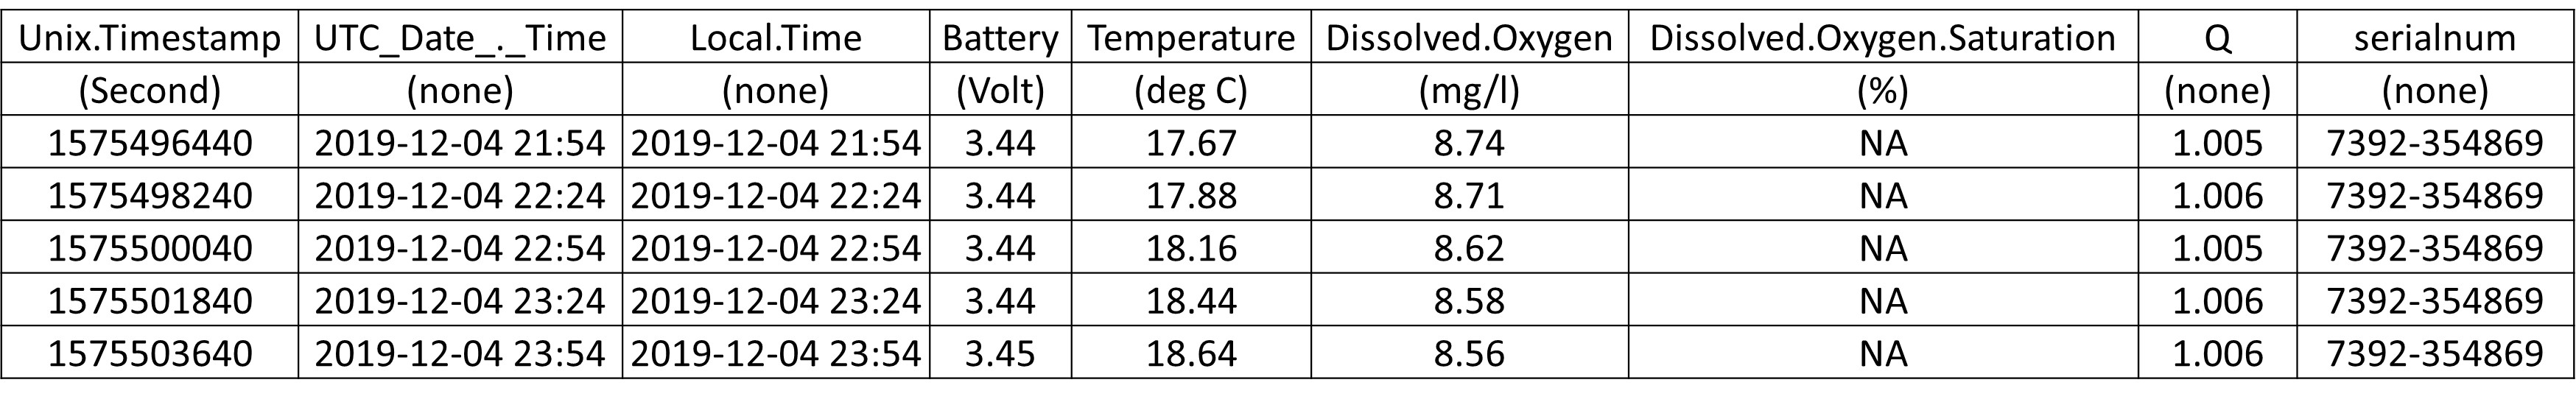 Unix.Timestamp UTC_Date_._Time Local.Time Battery Temperature Dissolved.Oxygen Dissolved.Oxygen.Saturation Q serialnum
(Second) (none) (none) (Volt) (deg C) (mg/l) (%) (none) (none)
1575496440 2019-12-04 21:54 2019-12-04 21:54 3.44 17.67 8.74 NA 1.005 7392-354869
1575498240 2019-12-04 22:24 2019-12-04 22:24 3.44 17.88 8.71 NA 1.006 7392-354869
1575500040 2019-12-04 22:54 2019-12-04 22:54 3.44 18.16 8.62 NA 1.005 7392-354869
1575501840 2019-12-04 23:24 2019-12-04 23:24 3.44 18.44 8.58 NA 1.006 7392-354869
1575503640 2019-12-04 23:54 2019-12-04 23:54 3.45 18.64 8.56 NA 1.006 7392-354869